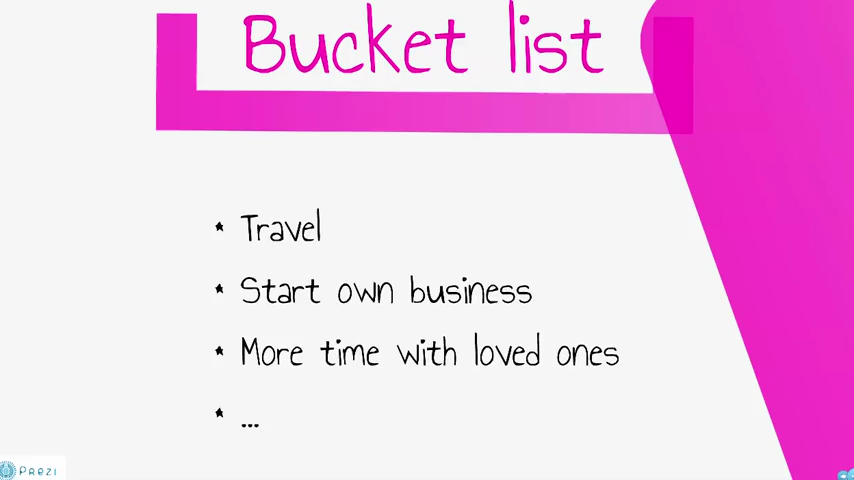 Bucket list
* Travel
* Start own business
* More time with loved ones
* ...
Prezi